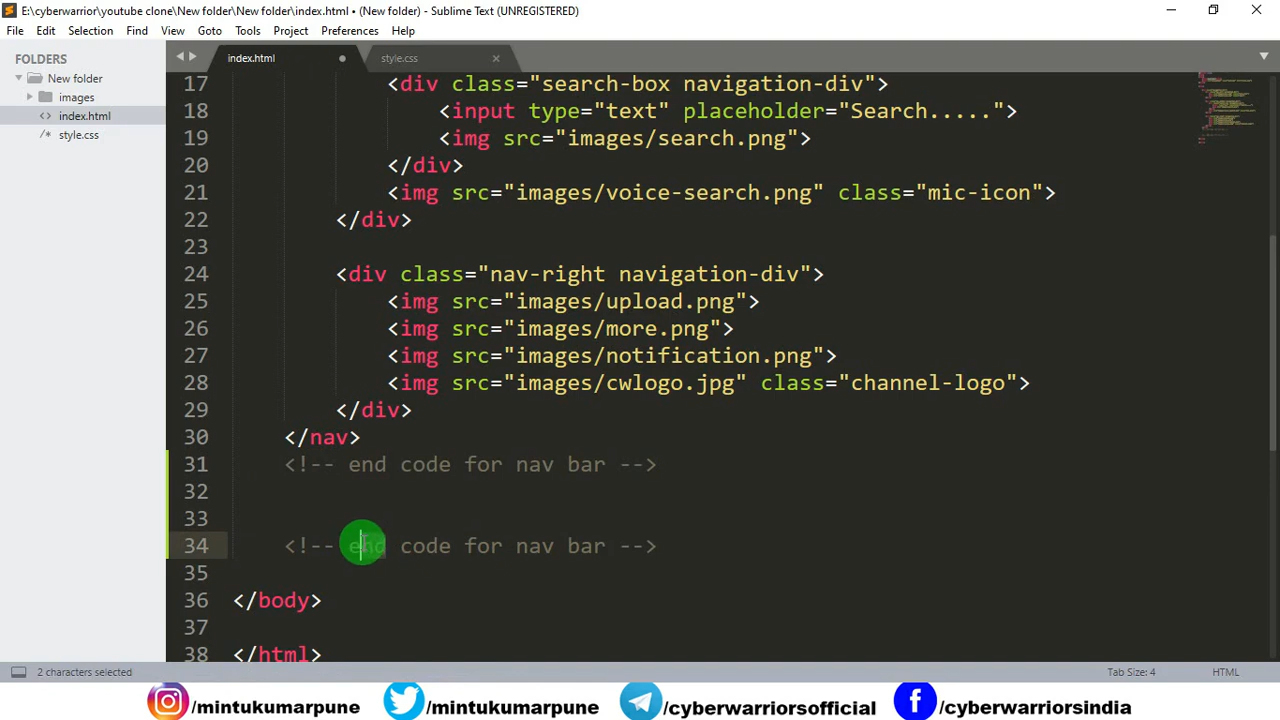 E:\cyberwarrior\youtube clone\New folder\New folder\index.html • (New folder) - Sublime Text (UNREGISTERED)
File Edit Selection Find View Goto Tools Project Preferences Help
FOLDERS
New folder
images
index.html
style.css
index.html style.css
17 <div class="search-box navigation-div">
18 <input type="text" placeholder="Search.....">
19 <img src="images/search.png">
20 </div>
21 <img src="images/voice-search.png" class="mic-icon">
22 </div>
23
24 <div class="nav-right navigation-div">
25 <img src="images/upload.png">
26 <img src="images/more.png">
27 <img src="images/notification.png">
28 <img src="images/cwlogo.jpg" class="channel-logo">
29 </div>
30 </nav>
31 <!-- end code for nav bar -->
32
33
34 <!-- end code for nav bar -->
35
36 </body>
37
38 </html>
2 characters selected Tab Size: 4 HTML
/mintukumarpune /mintukumarpune /cyberwarriorsofficial /cyberwarriorsindia